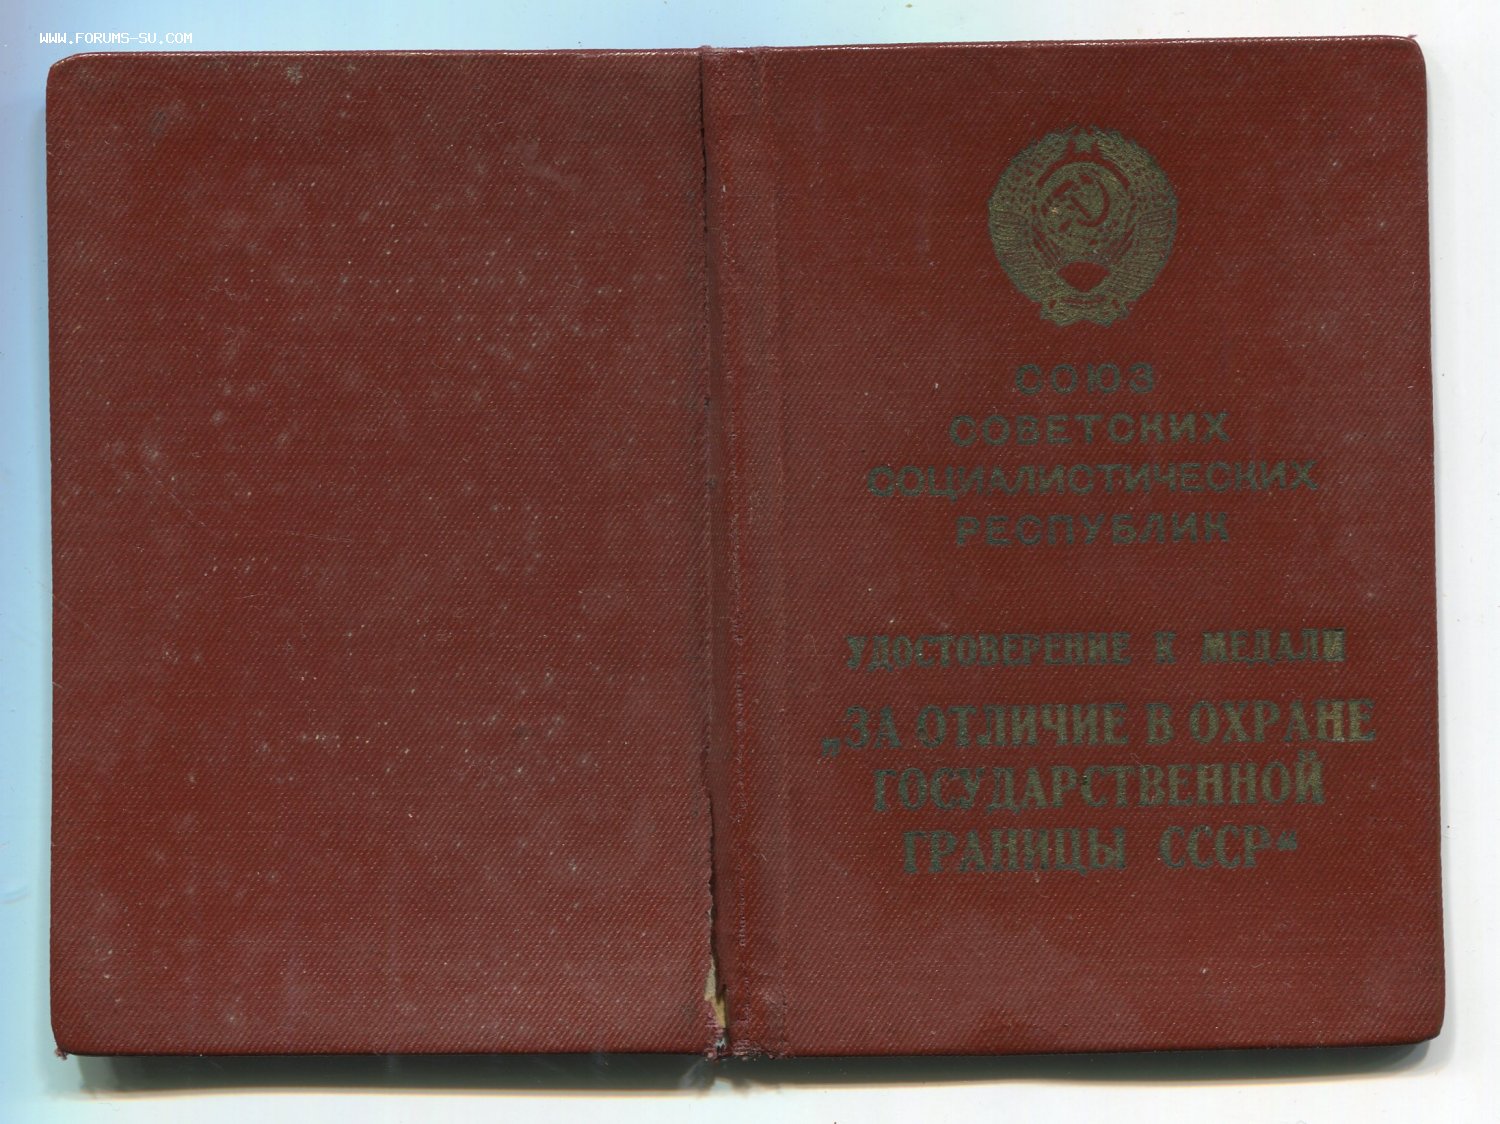 WWW.FORUMS-SU.COM
СОЮЗ
СОВЕТСКИХ
СОЦИАЛИСТИЧЕСКИХ
РЕСПУБЛИК
УДОСТОВЕРЕНИЕ К МЕДАЛИ
„ЗА ОТЛИЧИЕ В ОХРАНЕ
ГОСУДАРСТВЕННОЙ
ГРАНИЦЫ СССР“